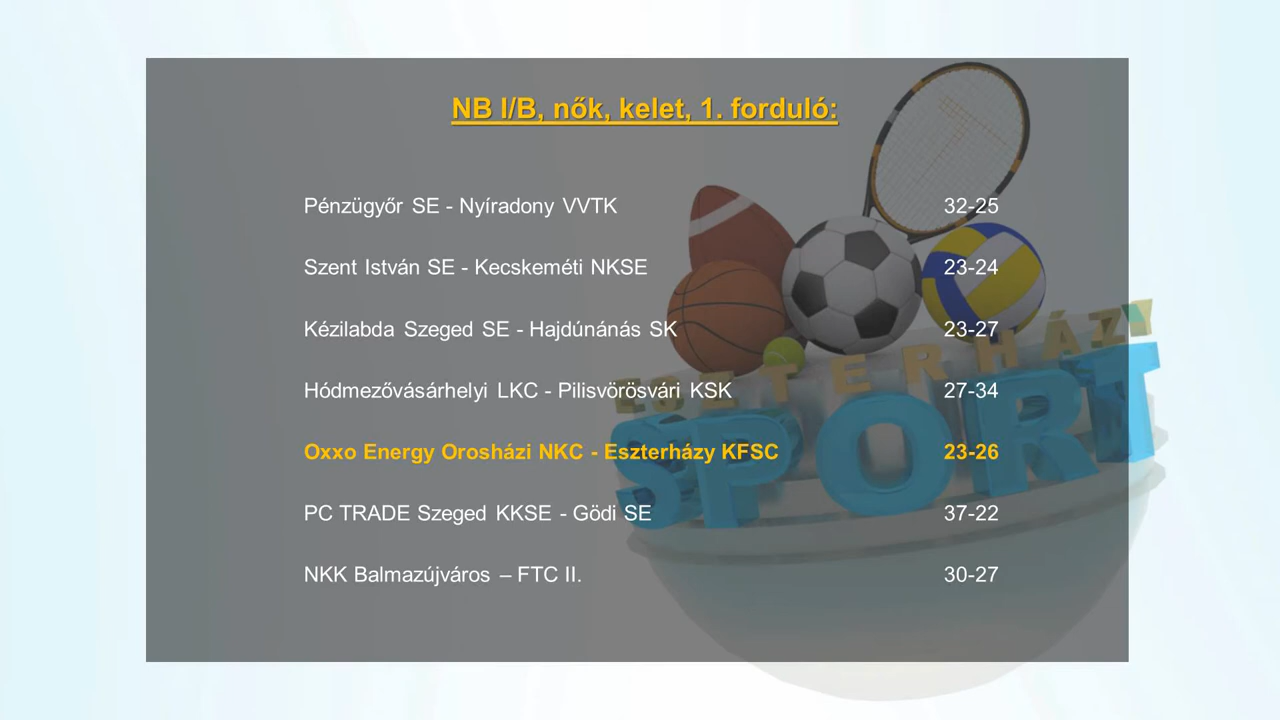 NB I/B, nők, kelet, 1. forduló:
Pénzügyőr SE - Nyíradony VVTK 32-25
Szent István SE - Kecskeméti NKSE 23-24
Kézilabda Szeged SE - Hajdúnánás SK 23-27
Hódmezővásárhelyi LKC - Pilisvörösvári KSK 27-34
Oxxo Energy Orosházi NKC - Eszterházy KFSC 23-26
PC TRADE Szeged KKSE - Gödi SE 37-22
NKK Balmazújváros – FTC II. 30-27
ESZTERHÁZY
SPORT